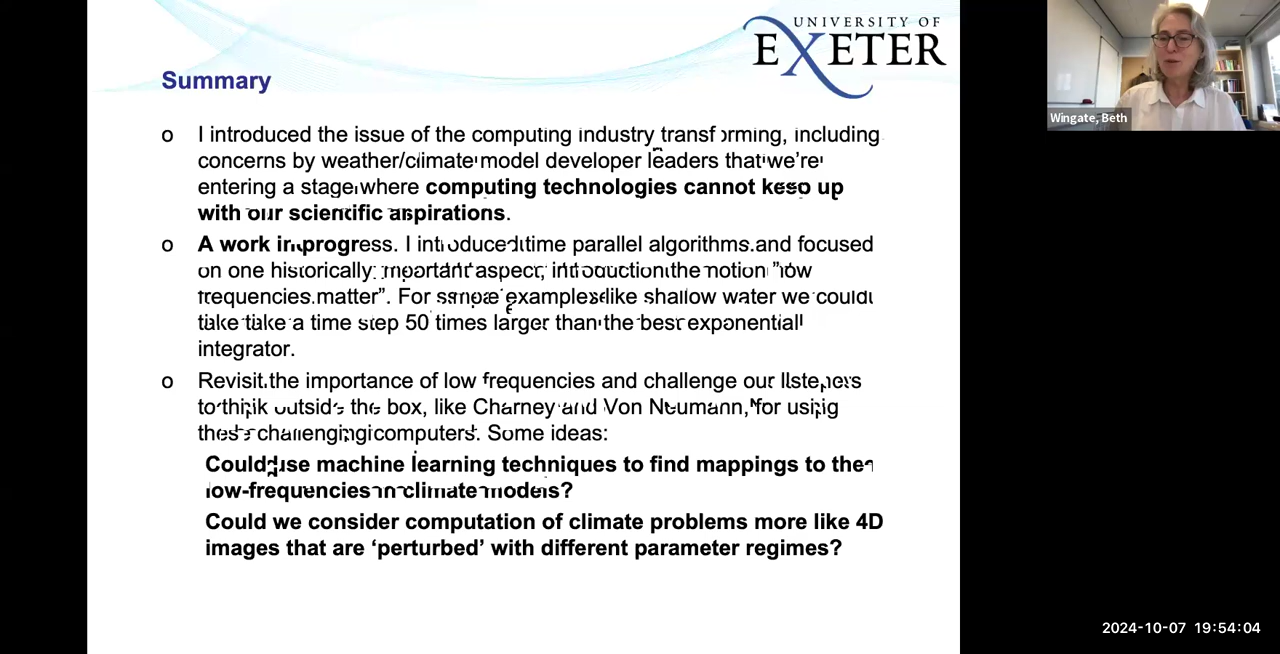 UNIVERSITY OF
EXETER
Summary
o I introduced the issue of the computing industry transforming, including
concerns by weather/climate model developer leaders that we're
entering a stage where computing technologies cannot keep up
with our scientific aspirations.
o A work in progress. I introduced time parallel algorithms and focused
on one historically important aspect, introduction the notion "low
frequencies matter". For simple examples like shallow water we could
take take a time step 50 times larger than the best exponential
integrator.
o Revisit the importance of low frequencies and challenge our listeners
to think outside the box, like Charney and Von Neumann, for using
these challenging computers. Some ideas:
Could use machine learning techniques to find mappings to the
low-frequencies in climate models?
Could we consider computation of climate problems more like 4D
images that are ‘perturbed’ with different parameter regimes?
Wingate, Beth
2024-10-07 19:54:04